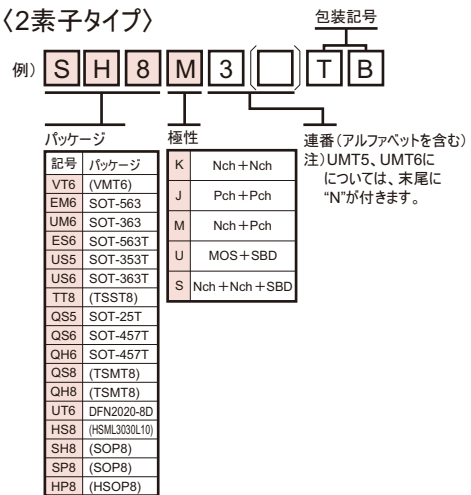 〈2素子タイプ〉
包装記号
例) S H 8 M 3 ( ) T B
パッケージ
極性
連番(アルファベットを含む)
注)UMT5、UMT6に
については、末尾に
“N”が付きます。
記号 パッケージ
VT6 (VMT6)
EM6 SOT-563
UM6 SOT-363
ES6 SOT-563T
US5 SOT-353T
US6 SOT-363T
TT8 (TSST8)
QS5 SOT-25T
QS6 SOT-457T
QH6 SOT-457T
QS8 (TSMT8)
QH8 (TSMT8)
UT6 DFN2020-8D
HS8 (HSML3030L10)
SH8 (SOP8)
SP8 (SOP8)
HP8 (HSOP8)
K Nch+Nch
J Pch+Pch
M Nch+Pch
U MOS+SBD
S Nch+Nch+SBD